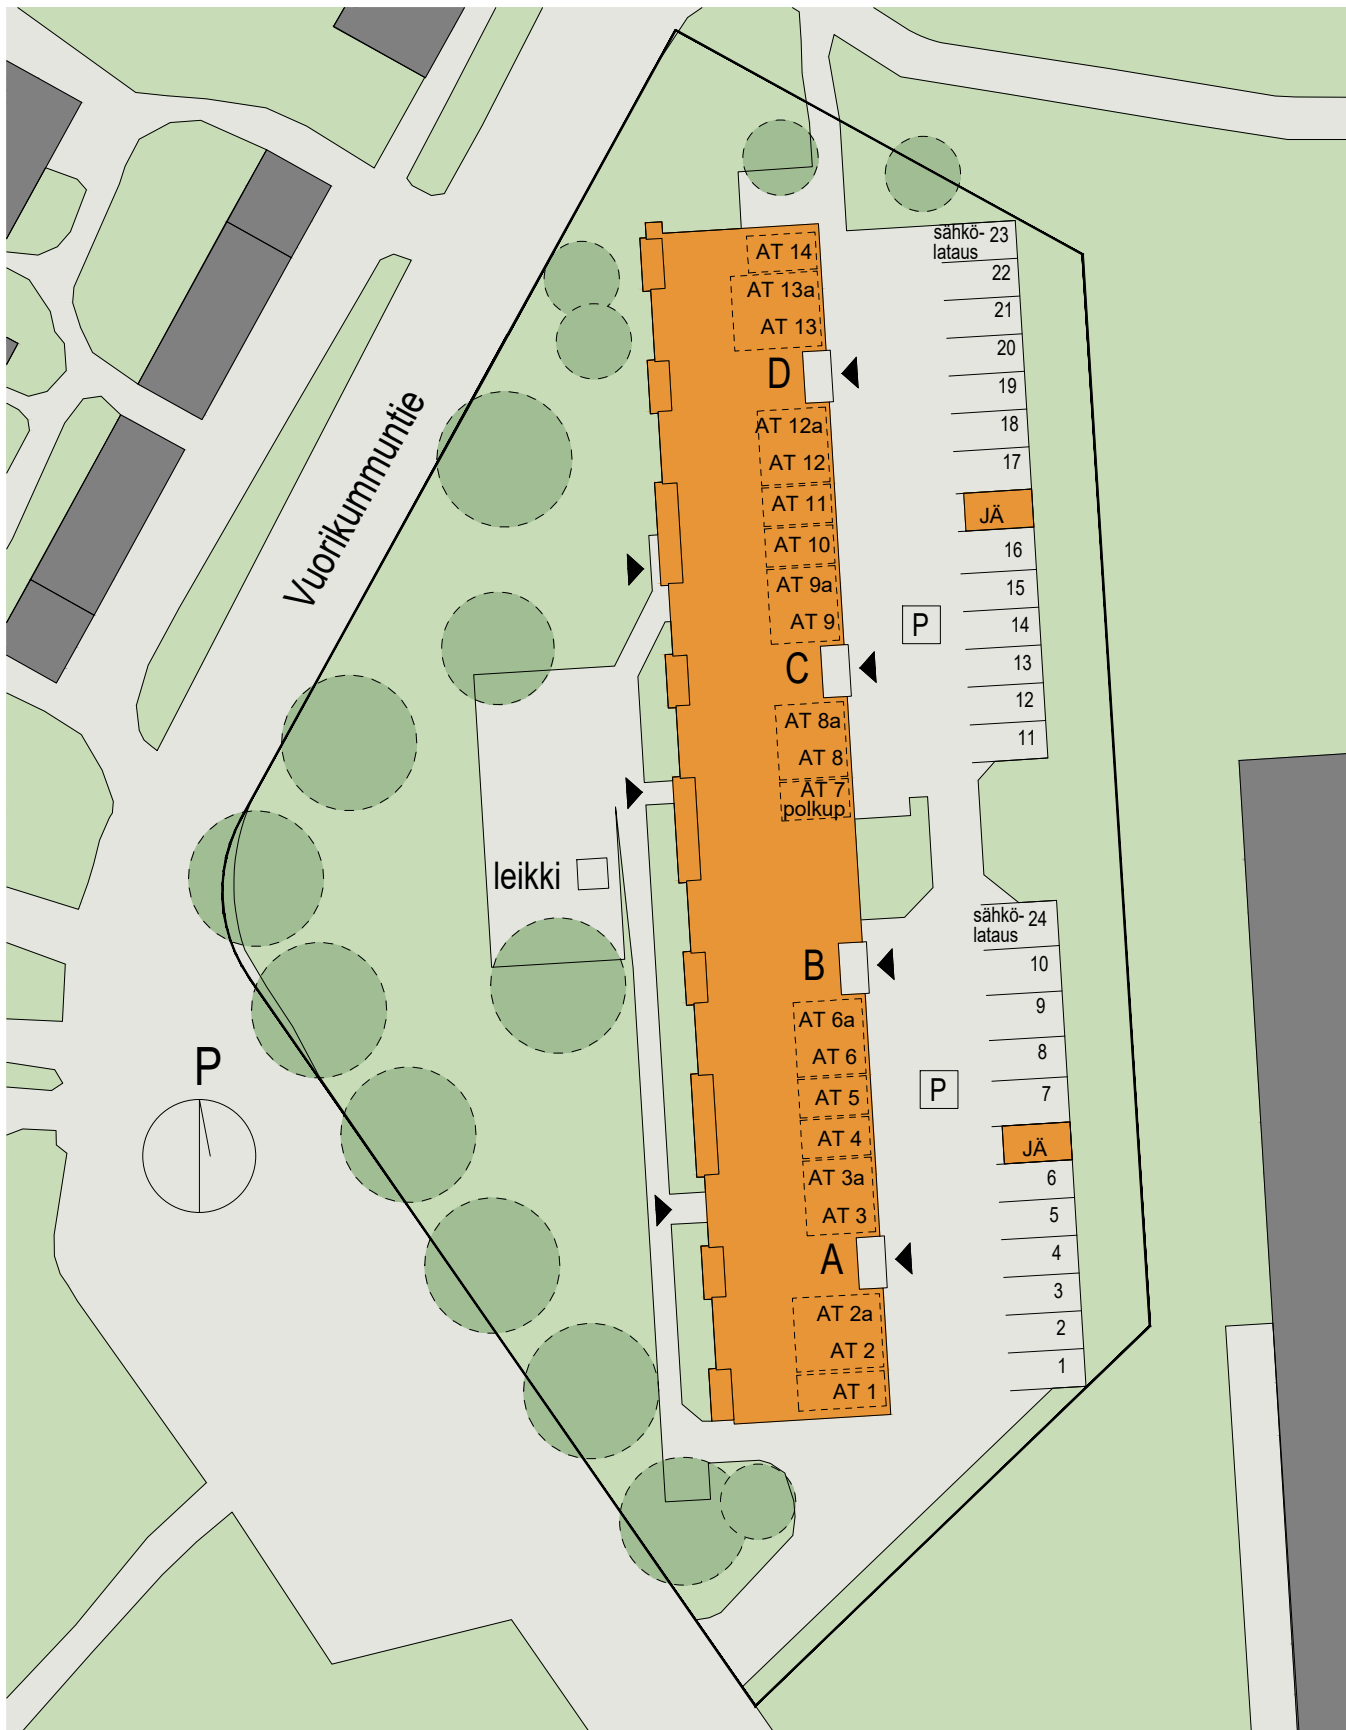 sähkö- 23
lataus
AT 14
22
AT 13a
21
AT 13
20
D
19
Vuorikummuntie
AT 12a
18
AT 12
17
AT 11
JÄ
AT 10
16
AT 9a
15
AT 9
P
14
C
13
12
AT 8a
11
AT 8
AT 7
polkup
leikki
sähkö- 24
lataus
B
10
9
AT 6a
8
AT 6
P
P
7
AT 5
AT 4
JÄ
AT 3a
6
AT 3
5
A
4
3
AT 2a
2
AT 2
1
AT 1